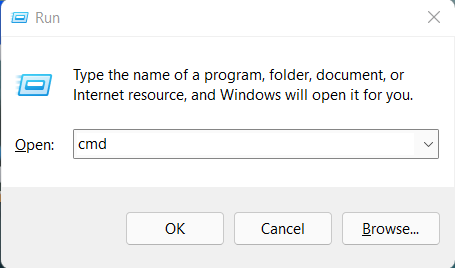 Run
Type the name of a program, folder, document, or
Internet resource, and Windows will open it for you.
Open: cmd
OK Cancel Browse...